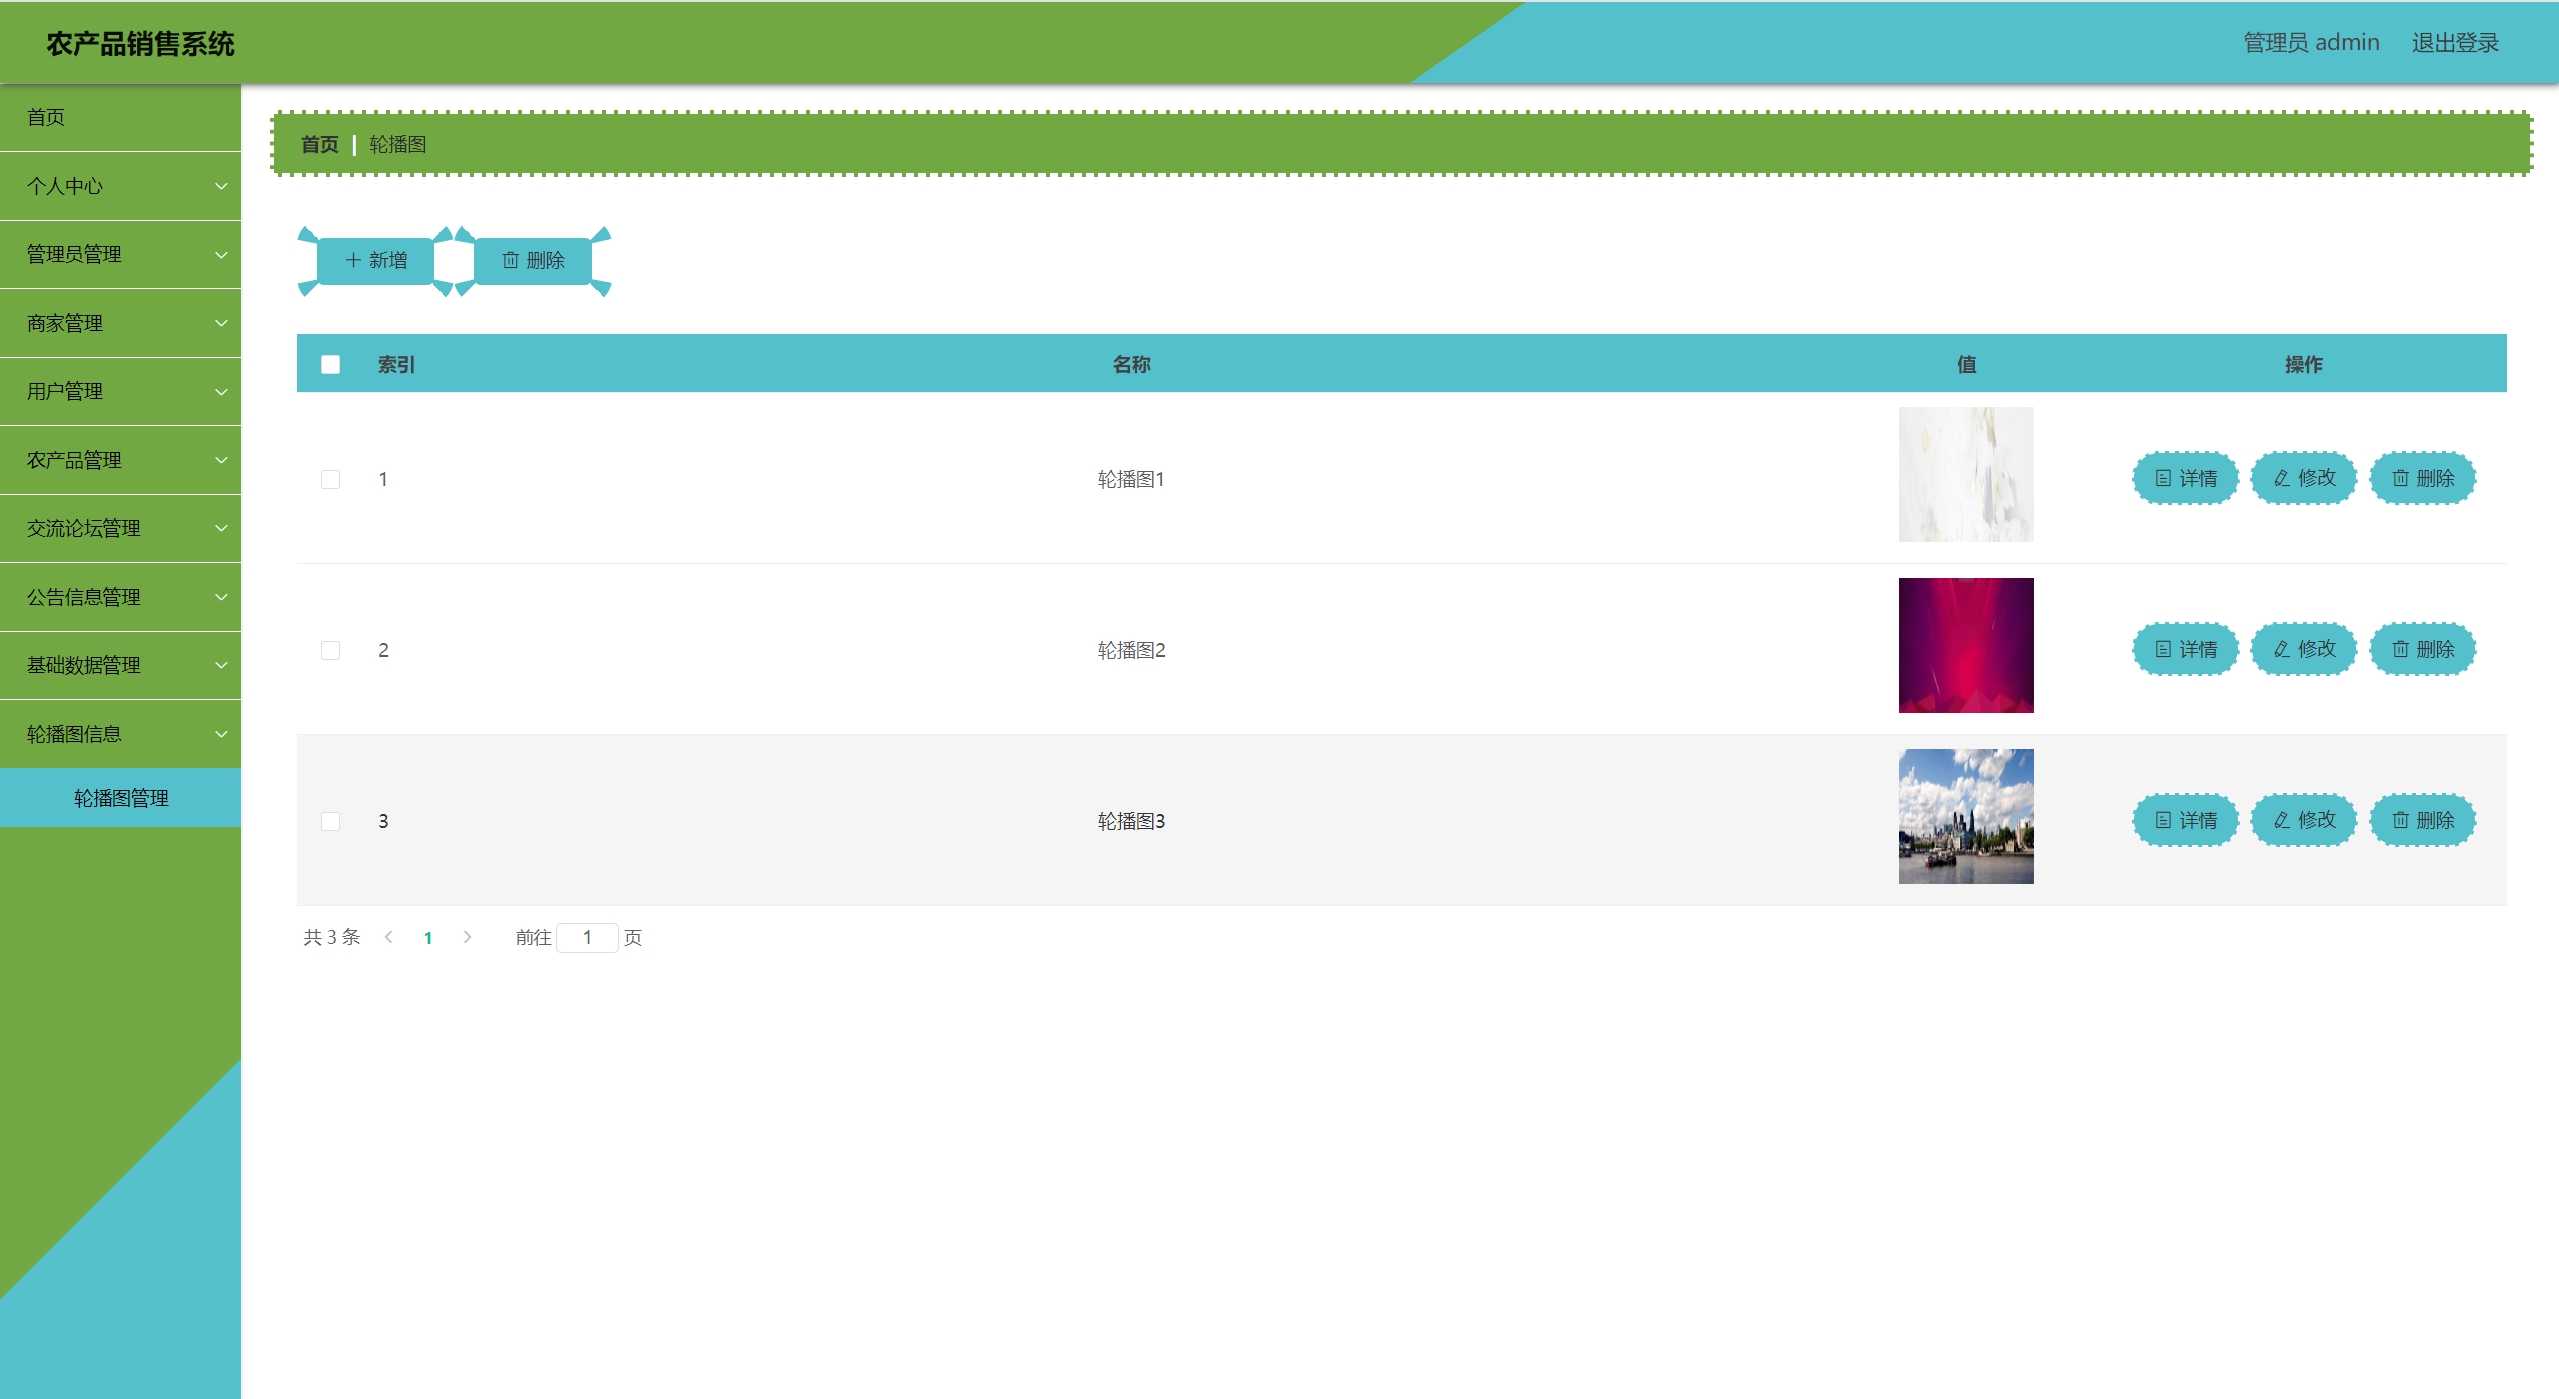 农产品销售系统
管理员 admin 退出登录
首页
个人中心
管理员管理
商家管理
用户管理
农产品管理
交流论坛管理
公告信息管理
基础数据管理
轮播图信息
轮播图管理
首页 | 轮播图
新增 删除
索引 名称 值 操作
1 轮播图1 详情 修改 删除
2 轮播图2 详情 修改 删除
3 轮播图3 详情 修改 删除
共 3 条 1 前往 1 页